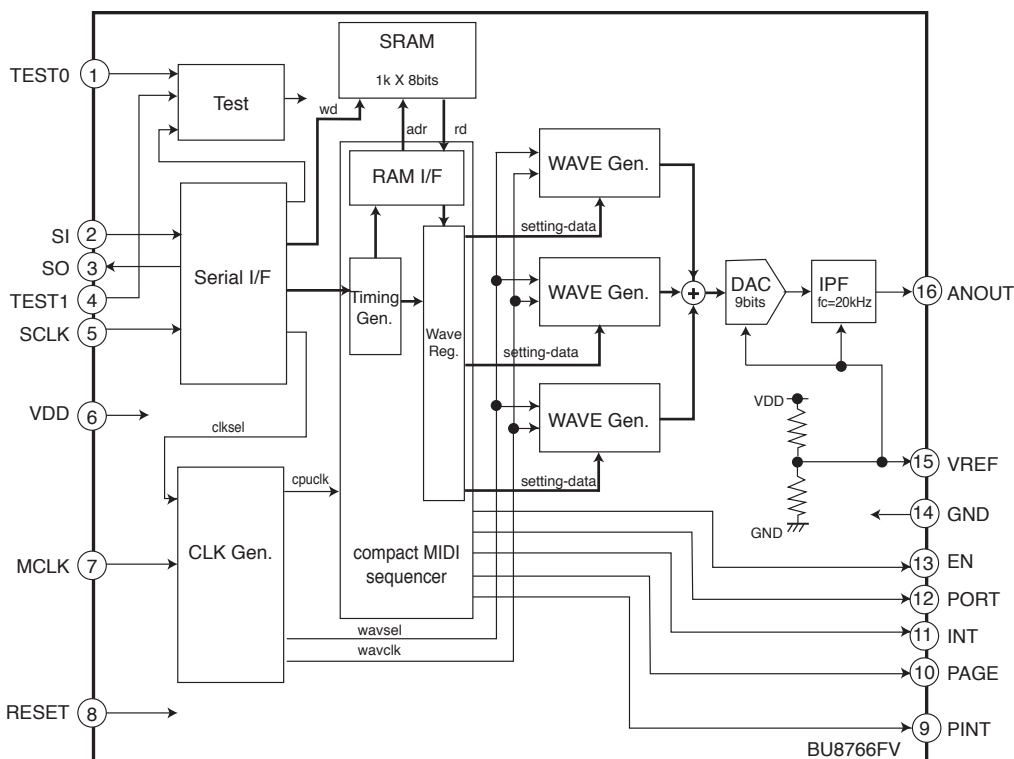 SRAM
1k X 8bits
TEST0
1
Test
wd
adr
rd
RAM I/F
WAVE Gen.
setting-data
SI
2
SO
3
TEST1
4
SCLK
5
Serial I/F
Timing
Gen.
Wave
Reg.
WAVE Gen.
setting-data
+
DAC
9bits
IPF
fc=20kHz
16
ANOUT
VDD
6
clksel
WAVE Gen.
setting-data
VDD
GND
15
VREF
14
GND
cpuclk
CLK Gen.
MCLK
7
compact MIDI
sequencer
13
EN
12
PORT
11
INT
10
PAGE
9
PINT
wavsel
wavclk
RESET
8
BU8766FV